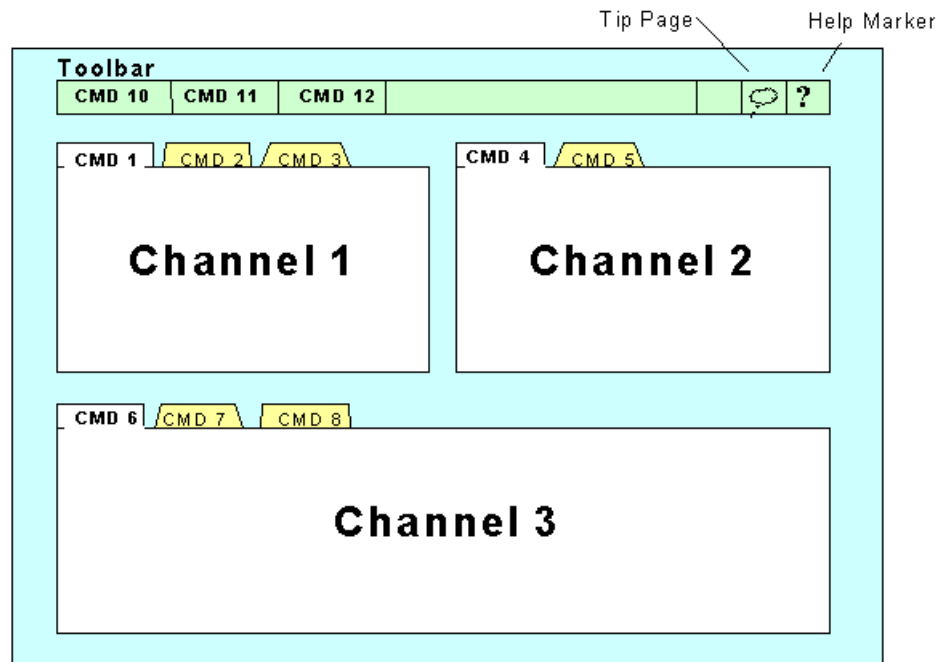 Tip Page Help Marker
Toolbar
CMD 10 CMD 11 CMD 12 ?
CMD 1 CMD 2 CMD 3 CMD 4 CMD 5
Channel 1 Channel 2
CMD 6 CMD 7 CMD 8
Channel 3